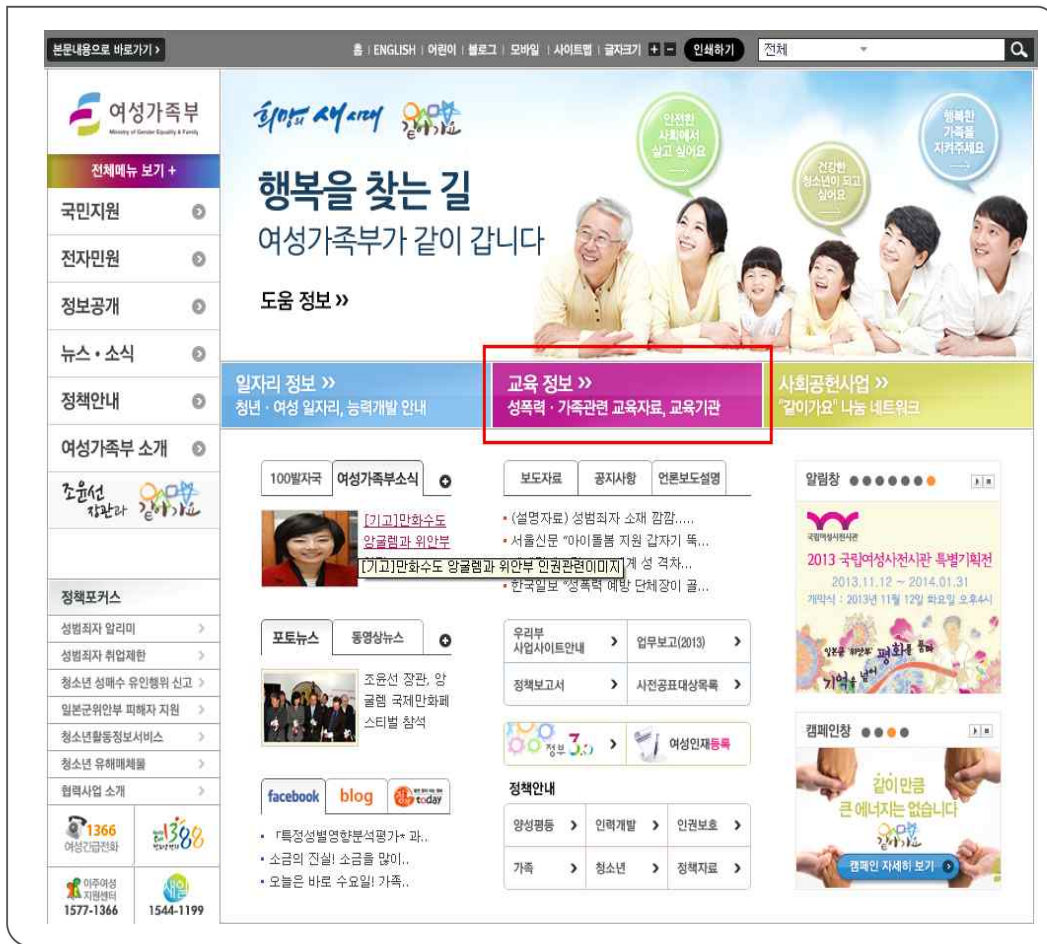 본문내용으로 바로가기 ›
홈 | ENGLISH | 어린이 | 블로그 | 모바일 | 사이트맵 | 글자크기 + - 인쇄하기 전체
여성가족부
Ministry of Gender Equality & Family
전체메뉴 보기 +
국민지원
전자민원
정보공개
뉴스 · 소식
정책안내
여성가족부 소개
조윤선
장관과 같이가요
희망의 새 시대 같이가요
행복을 찾는 길
여성가족부가 같이 갑니다
도움 정보 »
안전한
사회에서
살고 싶어요
건강한
청소년이 되고
싶어요
행복한
가족을
지켜주세요
일자리 정보 »
청년 · 여성 일자리, 능력개발 안내
교육 정보 »
성폭력 · 가족관련 교육자료, 교육기관
사회공헌사업 »
"같이가요" 나눔 네트워크
정책포커스
성범죄자 알리미
성범죄자 취업제한
청소년 성매수 유인행위 신고
일본군위안부 피해자 지원
청소년활동정보서비스
청소년 유해매체물
협력사업 소개
1366
여성긴급전화
1388
이주여성
지원센터
1577-1366
새일
1544-1199
100발자국 여성가족부소식
[기고]만화수도
앙굴렘과 위안부
[기고]만화수도 앙굴렘과 위안부 인권관련이미지
포토뉴스 동영상뉴스
조윤선 장관, 앙
굴렘 국제만화페
스티벌 참석
facebook blog today
「특정성별영향분석평가* 과..
소금의 진실! 소금을 많이..
오늘은 바로 수요일! 가족..
보도자료 공지사항 언론보도설명
(설명자료) 성범죄자 소재 깜깜.....
서울신문 "아이돌봄 지원 갑자기 뚝...
계 성 격차...
한국일보 "성폭력 예방 단체장이 골...
우리부
사업사이트안내
업무보고(2013)
정책보고서
사전공표대상목록
정부 3.0
여성인재등록
정책안내
양성평등 인력개발 인권보호
가족 청소년 정책자료
알림창
국립여성사전시관
2013 국립여성사전시관 특별기획전
2013.11.12 ~ 2014.01.31
개막식 : 2013년 11월 12일 화요일 오후4시
일본군 '위안부' 평화를 품다
기억을 넘어
캠페인창
같이 만큼
큰 에너지는 없습니다
같이가요
캠페인 자세히 보기